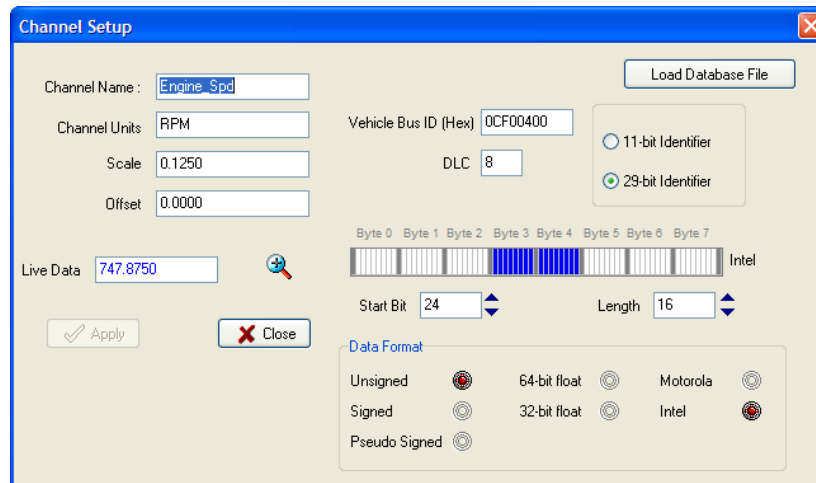 Channel Setup
Load Database File
Channel Name :
Engine_Spd
Channel Units
RPM
Scale
0.1250
Offset
0.0000
Vehicle Bus ID (Hex)
0CF00400
DLC
8
11-bit Identifier
29-bit Identifier
Live Data
747.8750
Byte 0 Byte 1 Byte 2 Byte 3 Byte 4 Byte 5 Byte 6 Byte 7
Intel
Start Bit
24
Length
16
Apply
Close
Data Format
Unsigned
64-bit float
Motorola
Signed
32-bit float
Intel
Pseudo Signed